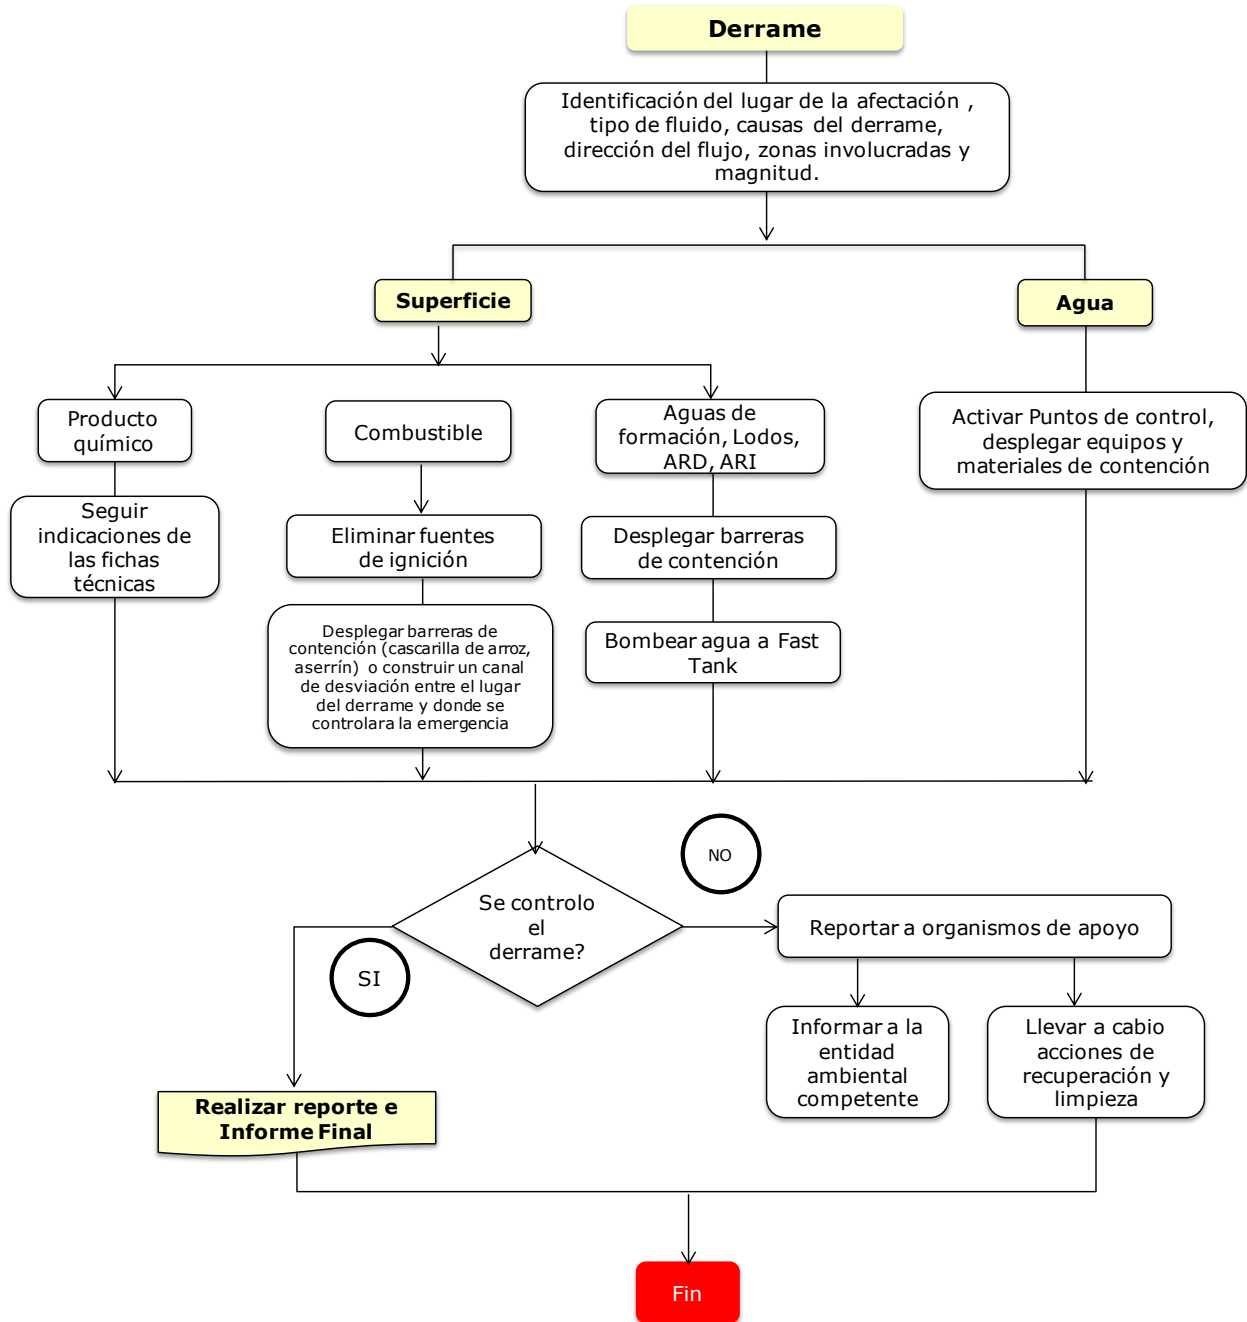 Derrame
Identificación del lugar de la afectación ,
tipo de fluido, causas del derrame,
dirección del flujo, zonas involucradas y
magnitud.
Superficie
Agua
Producto
químico
Combustible
Aguas de
formación, Lodos,
ARD, ARI
Activar Puntos de control,
desplegar equipos y
materiales de contención
Seguir
indicaciones de
las fichas
técnicas
Eliminar fuentes
de ignición
Desplegar barreras
de contención
Desplegar barreras de
contención (cascarilla de arroz,
aserrín) o construir un canal
de desviación entre el lugar
del derrame y donde se
controlara la emergencia
Bombear agua a Fast
Tank
NO
Se controlo
el
derrame?
Reportar a organismos de apoyo
SI
Informar a la
entidad
ambiental
competente
Llevar a cabio
acciones de
recuperación y
limpieza
Realizar reporte e
Informe Final
Fin